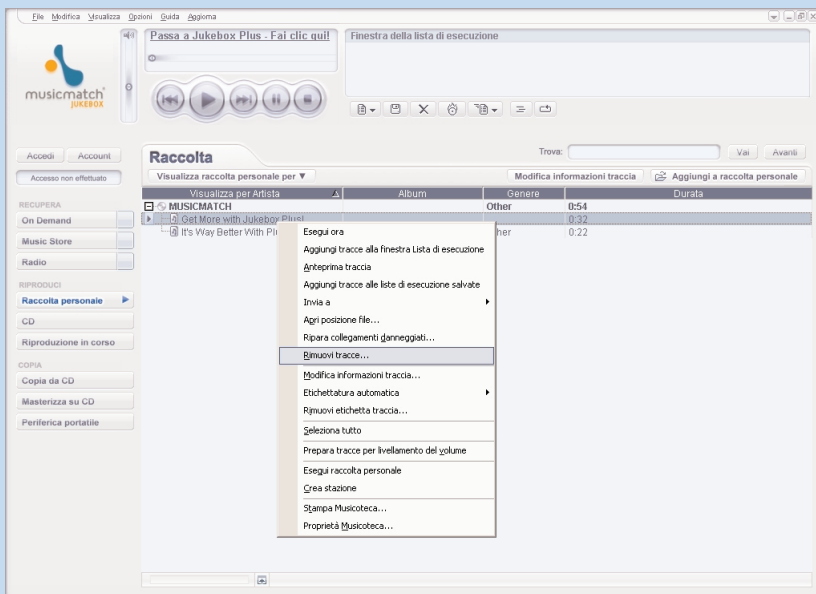 File Modifica Visualizza Opzioni Guida Aggiorna
Passa a Jukebox Plus - Fai clic qui!
Finestra della lista di esecuzione
musicmatch
JUKEBOX
Accedi Account
Raccolta
Trova: Vai Avanti
Accesso non effettuato
Visualizza raccolta personale per ▼ Modifica informazioni traccia Aggiungi a raccolta personale
Visualizza per Artista Album Genere Durata
RECUPERA
MUSICMATCH Other 0:54
On Demand
Get More with Jukebox Plus! 0:32
It's Way Better With Plu her 0:22
Music Store
Radio
RIPRODUCI
Raccolta personale
CD
Riproduzione in corso
COPIA
Copia da CD
Masterizza su CD
Periferica portatile
Esegui ora
Aggiungi tracce alla finestra Lista di esecuzione
Anteprima traccia
Aggiungi tracce alle liste di esecuzione salvate
Invia a
Apri posizione file...
Ripara collegamenti danneggiati...
Rimuovi tracce...
Modifica informazioni traccia...
Etichettatura automatica
Rimuovi etichetta traccia...
Seleziona tutto
Prepara tracce per livellamento del volume
Esegui raccolta personale
Crea stazione
Stampa Musicoteca...
Proprietà Musicoteca...